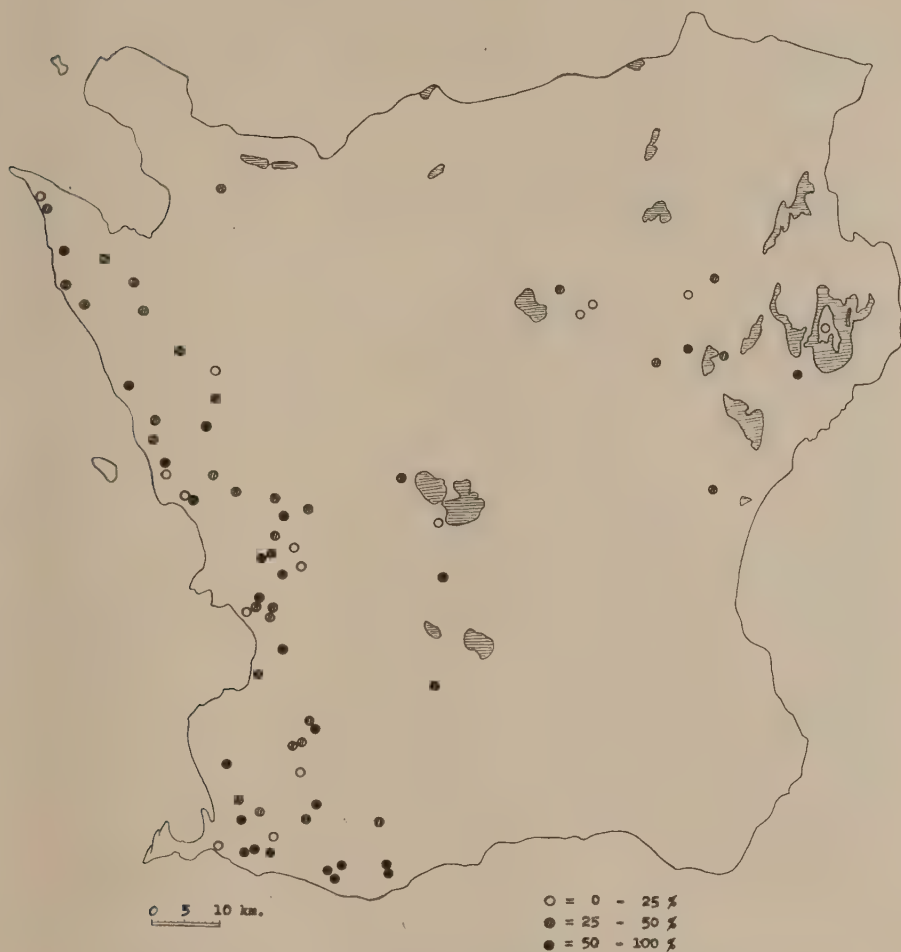 0 5 10 km.
○ = 0 - 25 %
● = 25 - 50 %
● = 50 - 100 %